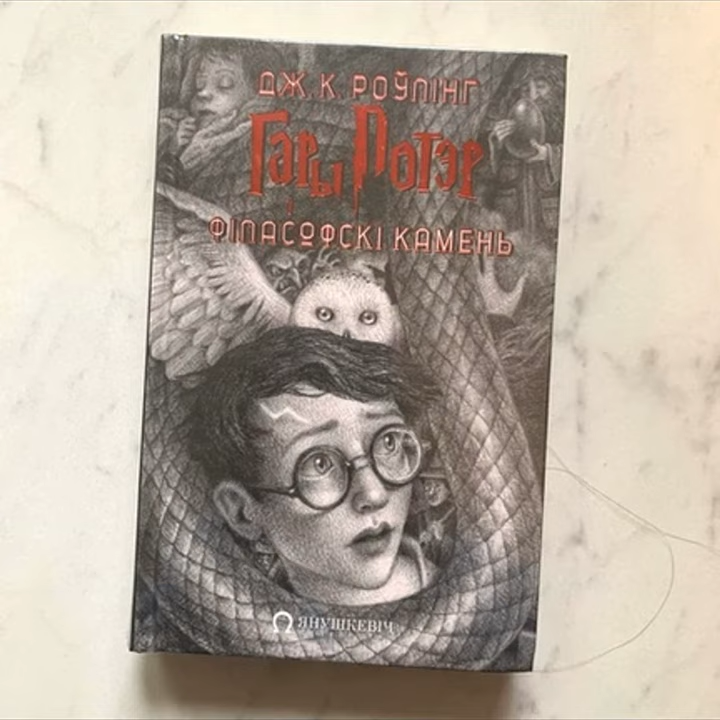 ДЖ. К. РОЎЛІНГ
Гары Потэр
і
ФІЛАСОФСКІ КАМЕНЬ
ЯНУШКЕВІЧ